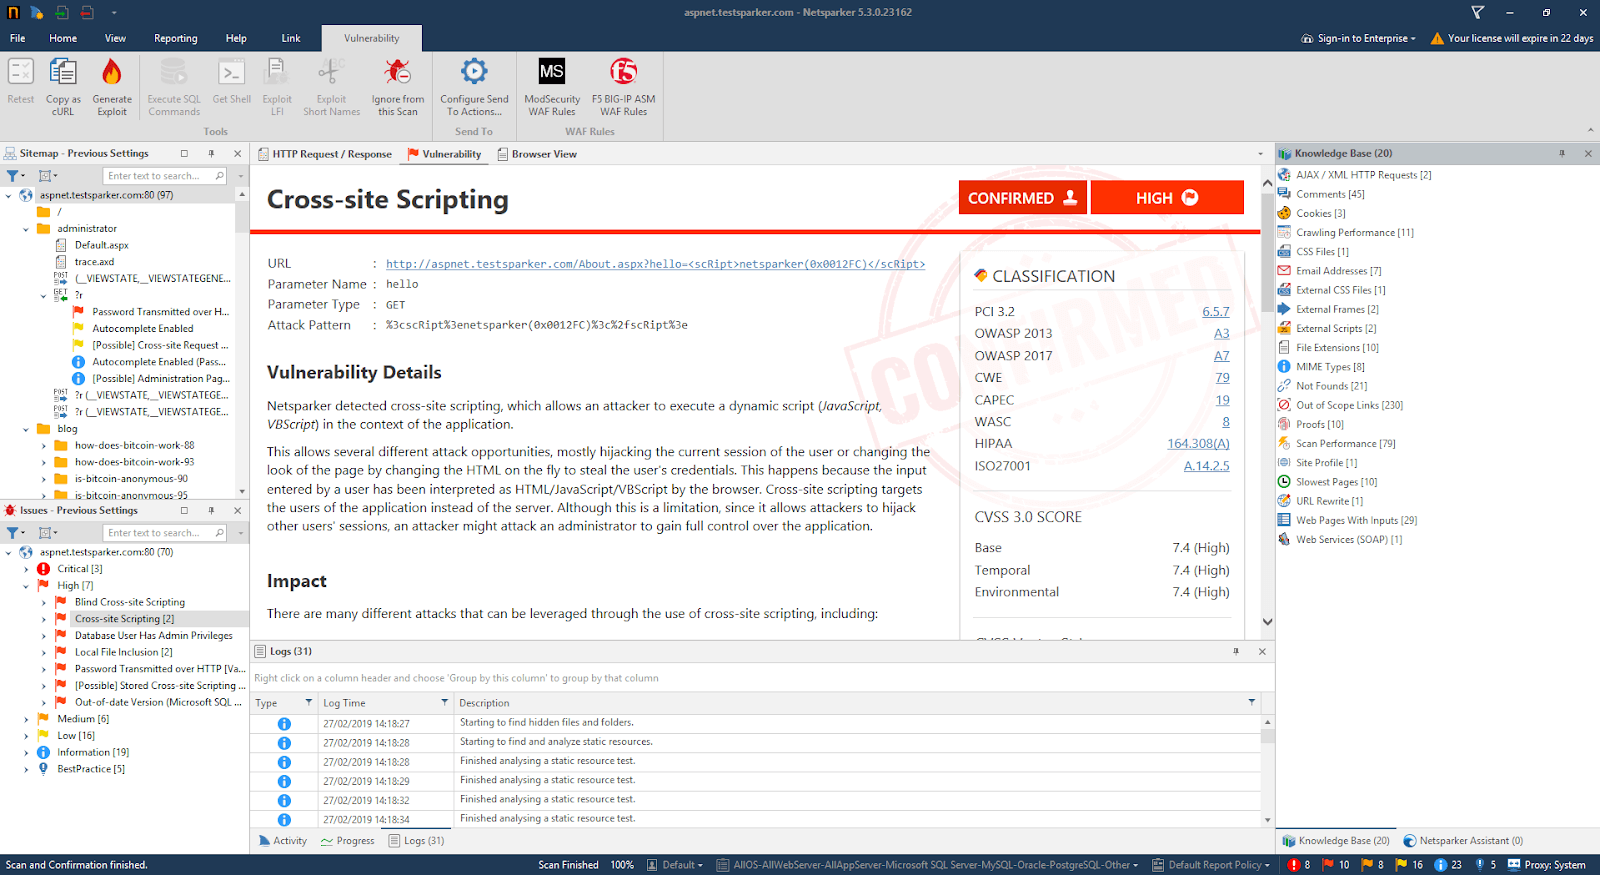 aspnet.testsparker.com - Netsparker 5.3.0.23162
File Home View Reporting Help Link Vulnerability
Sign-in to Enterprise Your license will expire in 22 days
Retest
Copy as cURL
Generate Exploit
Execute SQL Commands
Get Shell
Exploit LFI
ABC
Exploit Short Names
Ignore from this Scan
Configure Send To Actions...
MS
ModSecurity WAF Rules
f5
F5 BIG-IP ASM WAF Rules
Tools
Send To
WAF Rules
Sitemap - Previous Settings
Enter text to search...
aspnet.testsparker.com:80 (97)
/
administrator
Default.aspx
trace.axd
POST (__VIEWSTATE,__VIEWSTATEGENE...
GET ?r
Password Transmitted over H...
Autocomplete Enabled
[Possible] Cross-site Request ...
Autocomplete Enabled (Pass...
[Possible] Administration Pag...
POST ?r (__VIEWSTATE,__VIEWSTATEGE...
POST ?r (__VIEWSTATE,__VIEWSTATEGE...
blog
how-does-bitcoin-work-88
how-does-bitcoin-work-93
is-bitcoin-anonymous-90
is-bitcoin-anonymous-95
Issues - Previous Settings
Enter text to search...
aspnet.testsparker.com:80 (70)
Critical [3]
High [7]
Blind Cross-site Scripting
Cross-site Scripting [2]
Database User Has Admin Privileges
Local File Inclusion [2]
Password Transmitted over HTTP [Va...
[Possible] Stored Cross-site Scripting ...
Out-of-date Version (Microsoft SQL ...
Medium [6]
Low [16]
Information [19]
BestPractice [5]
HTTP Request / Response Vulnerability Browser View
Cross-site Scripting
CONFIRMED HIGH
URL : http://aspnet.testsparker.com/About.aspx?hello=<scRipt>netsparker(0x0012FC)</scRipt>
Parameter Name : hello
Parameter Type : GET
Attack Pattern : %3cscRipt%3enetsparker(0x0012FC)%3c%2fscRipt%3e
CONFIRMED
Vulnerability Details
Netsparker detected cross-site scripting, which allows an attacker to execute a dynamic script (JavaScript,
VBScript) in the context of the application.
This allows several different attack opportunities, mostly hijacking the current session of the user or changing the
look of the page by changing the HTML on the fly to steal the user's credentials. This happens because the input
entered by a user has been interpreted as HTML/JavaScript/VBScript by the browser. Cross-site scripting targets
the users of the application instead of the server. Although this is a limitation, since it allows attackers to hijack
other users' sessions, an attacker might attack an administrator to gain full control over the application.
Impact
There are many different attacks that can be leveraged through the use of cross-site scripting, including:
CLASSIFICATION
PCI 3.2 6.5.7
OWASP 2013 A3
OWASP 2017 A7
CWE 79
CAPEC 19
WASC 8
HIPAA 164.308(A)
ISO27001 A.14.2.5
CVSS 3.0 SCORE
Base 7.4 (High)
Temporal 7.4 (High)
Environmental 7.4 (High)
Logs (31)
Right click on a column header and choose 'Group by this column' to group by that column
Type Log Time Description
27/02/2019 14:18:27 Starting to find hidden files and folders.
27/02/2019 14:18:28 Starting to find and analyze static resources.
27/02/2019 14:18:28 Finished analysing a static resource test.
27/02/2019 14:18:29 Finished analysing a static resource test.
27/02/2019 14:18:32 Finished analysing a static resource test.
27/02/2019 14:18:34 Finished analysing a static resource test.
Activity Progress Logs (31)
Knowledge Base (20)
AJAX / XML HTTP Requests [2]
Comments [45]
Cookies [3]
Crawling Performance [11]
CSS Files [1]
Email Addresses [7]
External CSS Files [1]
External Frames [2]
External Scripts [2]
File Extensions [10]
MIME Types [8]
Not Founds [21]
Out of Scope Links [230]
Proofs [10]
Scan Performance [79]
Site Profile [1]
Slowest Pages [10]
URL Rewrite [1]
Web Pages With Inputs [29]
Web Services (SOAP) [1]
Knowledge Base (20) Netsparker Assistant (0)
Scan and Confirmation finished. Scan Finished 100% Default AllOS-AllWebServer-AllAppServer-Microsoft SQL Server-MySQL-Oracle-PostgreSQL-Other Default Report Policy 8 10 8 16 23 5 Proxy: System